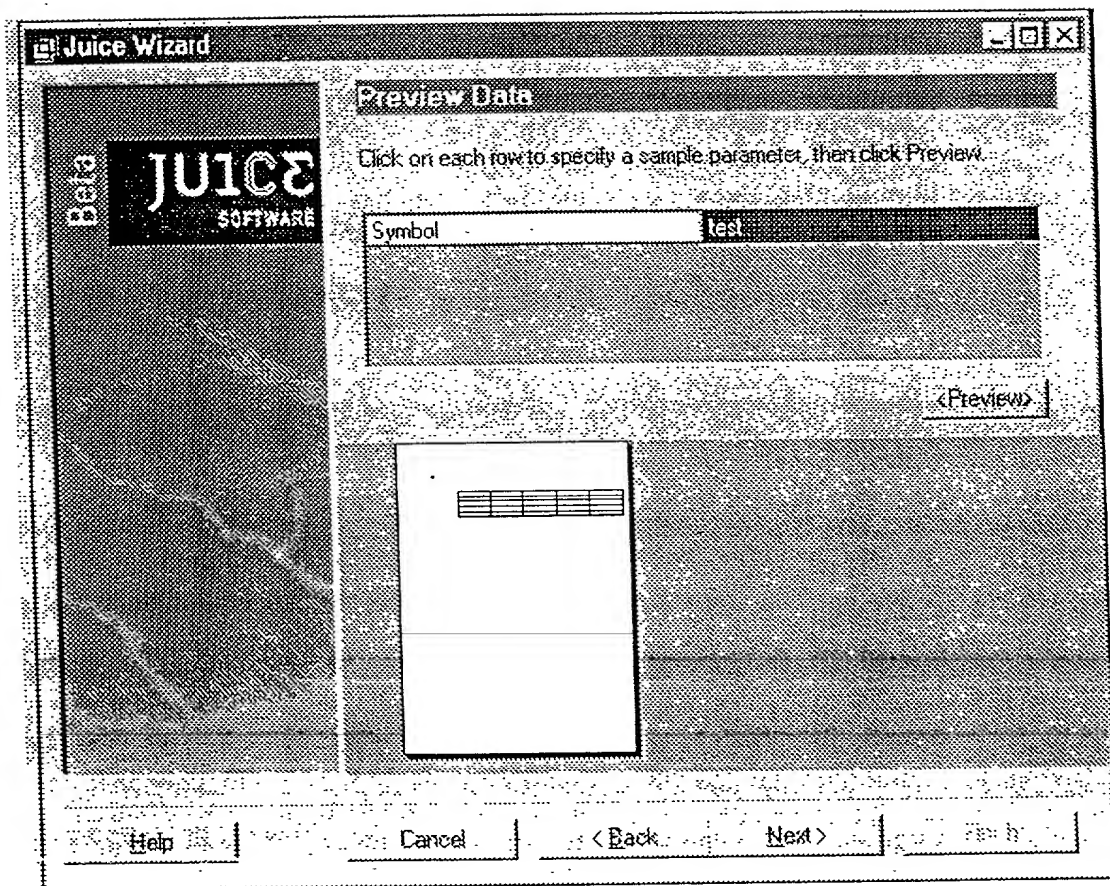 Juice Wizard
Preview Data
Click on each row to specify a sample parameter, then click Preview.
Beta
JU1CE
SOFTWARE
Symbol test
<Preview>
Help Cancel < Back Next >